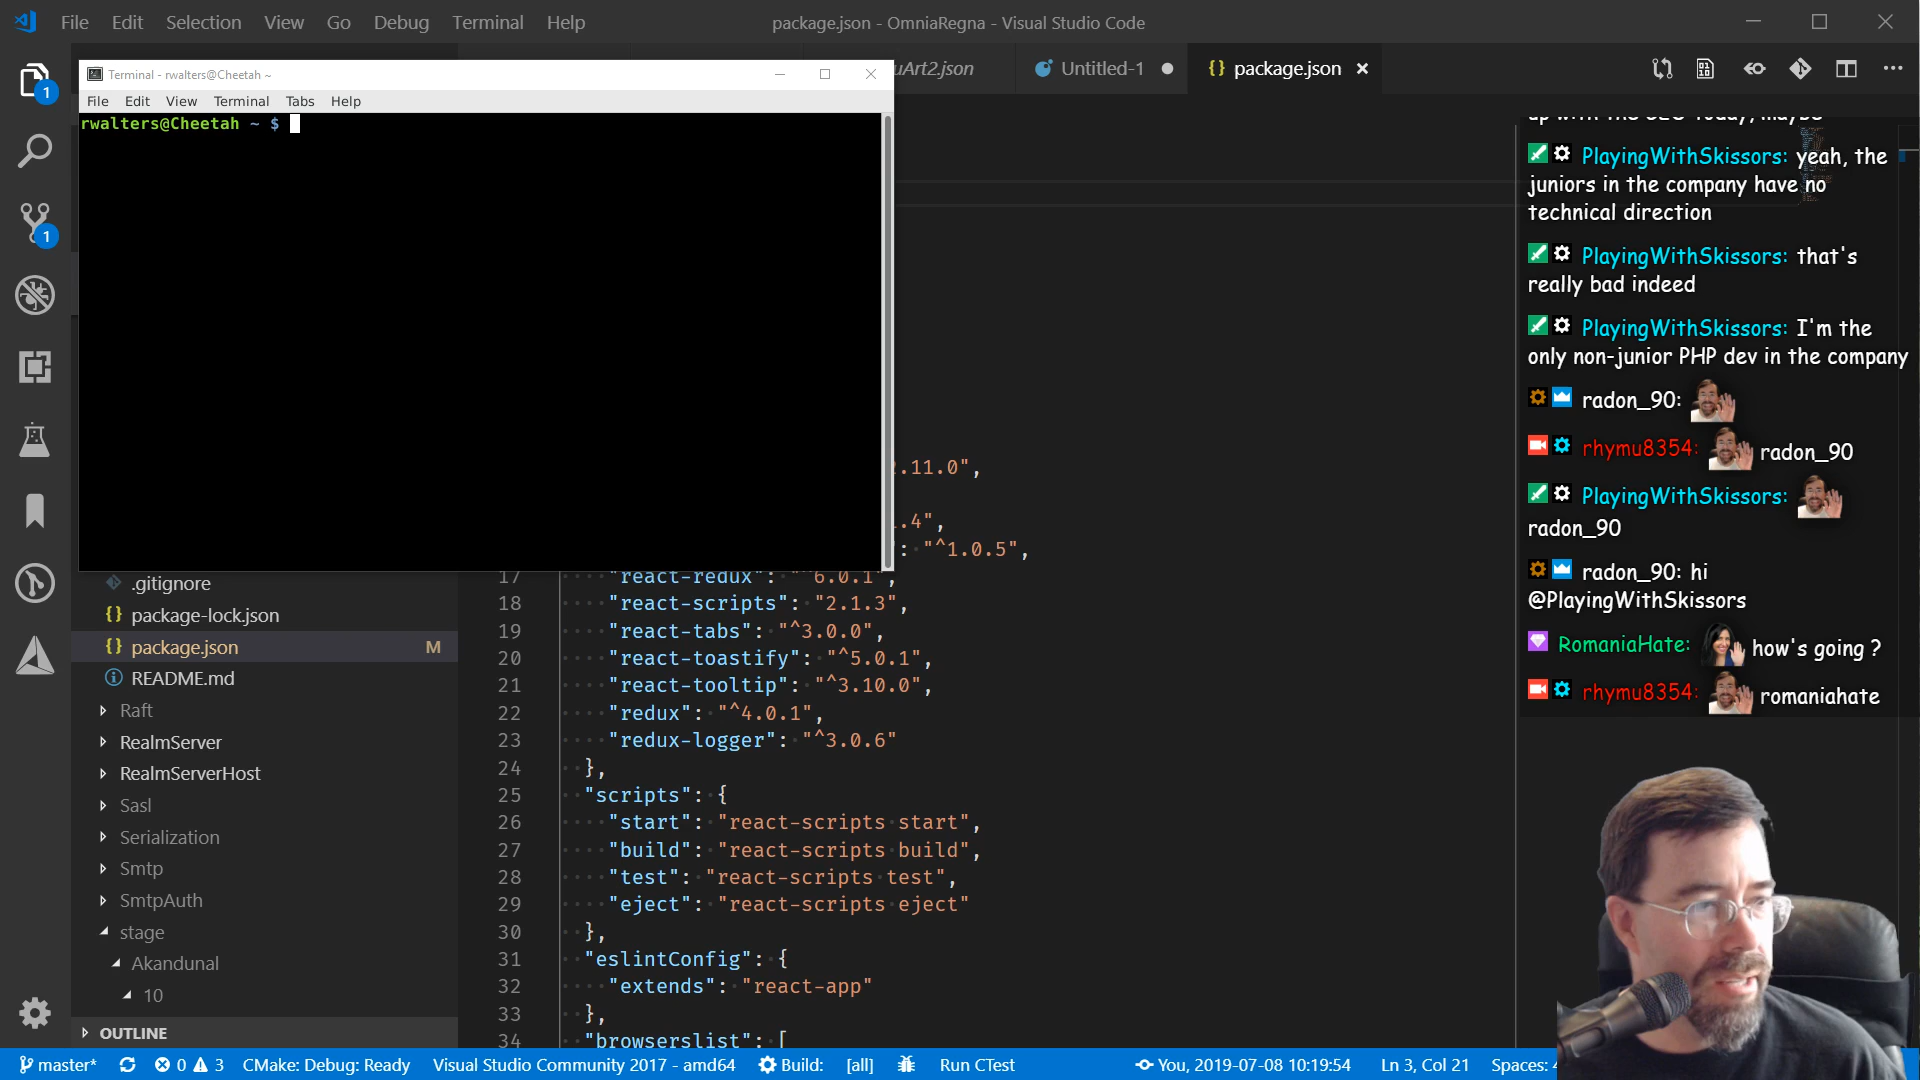 File Edit Selection View Go Debug Terminal Help
package.json - OmniaRegna - Visual Studio Code
Terminal - rwalters@Cheetah ~
File Edit View Terminal Tabs Help
rwalters@Cheetah ~ $
uArt2.json
Untitled-1
{} package.json
1
1
.11.0",
.4",
: "^1.0.5",
17 "react-redux": "^6.0.1",
18 "react-scripts": "2.1.3",
19 "react-tabs": "^3.0.0",
20 "react-toastify": "^5.0.1",
21 "react-tooltip": "^3.10.0",
22 "redux": "^4.0.1",
23 "redux-logger": "^3.0.6"
24 },
25 "scripts": {
26 "start": "react-scripts start",
27 "build": "react-scripts build",
28 "test": "react-scripts test",
29 "eject": "react-scripts eject"
30 },
31 "eslintConfig": {
32 "extends": "react-app"
33 },
34 "browserslist": [
.gitignore
{} package-lock.json
{} package.json M
README.md
Raft
RealmServer
RealmServerHost
Sasl
Serialization
Smtp
SmtpAuth
stage
Akandunal
10
OUTLINE
PlayingWithSkissors: yeah, the
juniors in the company have no
technical direction
PlayingWithSkissors: that's
really bad indeed
PlayingWithSkissors: I'm the
only non-junior PHP dev in the company
radon_90:
rhymu8354: radon_90
PlayingWithSkissors:
radon_90
radon_90: hi
@PlayingWithSkissors
RomaniaHate: how's going ?
rhymu8354: romaniahate
master* 0 3 CMake: Debug: Ready Visual Studio Community 2017 - amd64 Build: [all] Run CTest You, 2019-07-08 10:19:54 Ln 3, Col 21 Spaces: